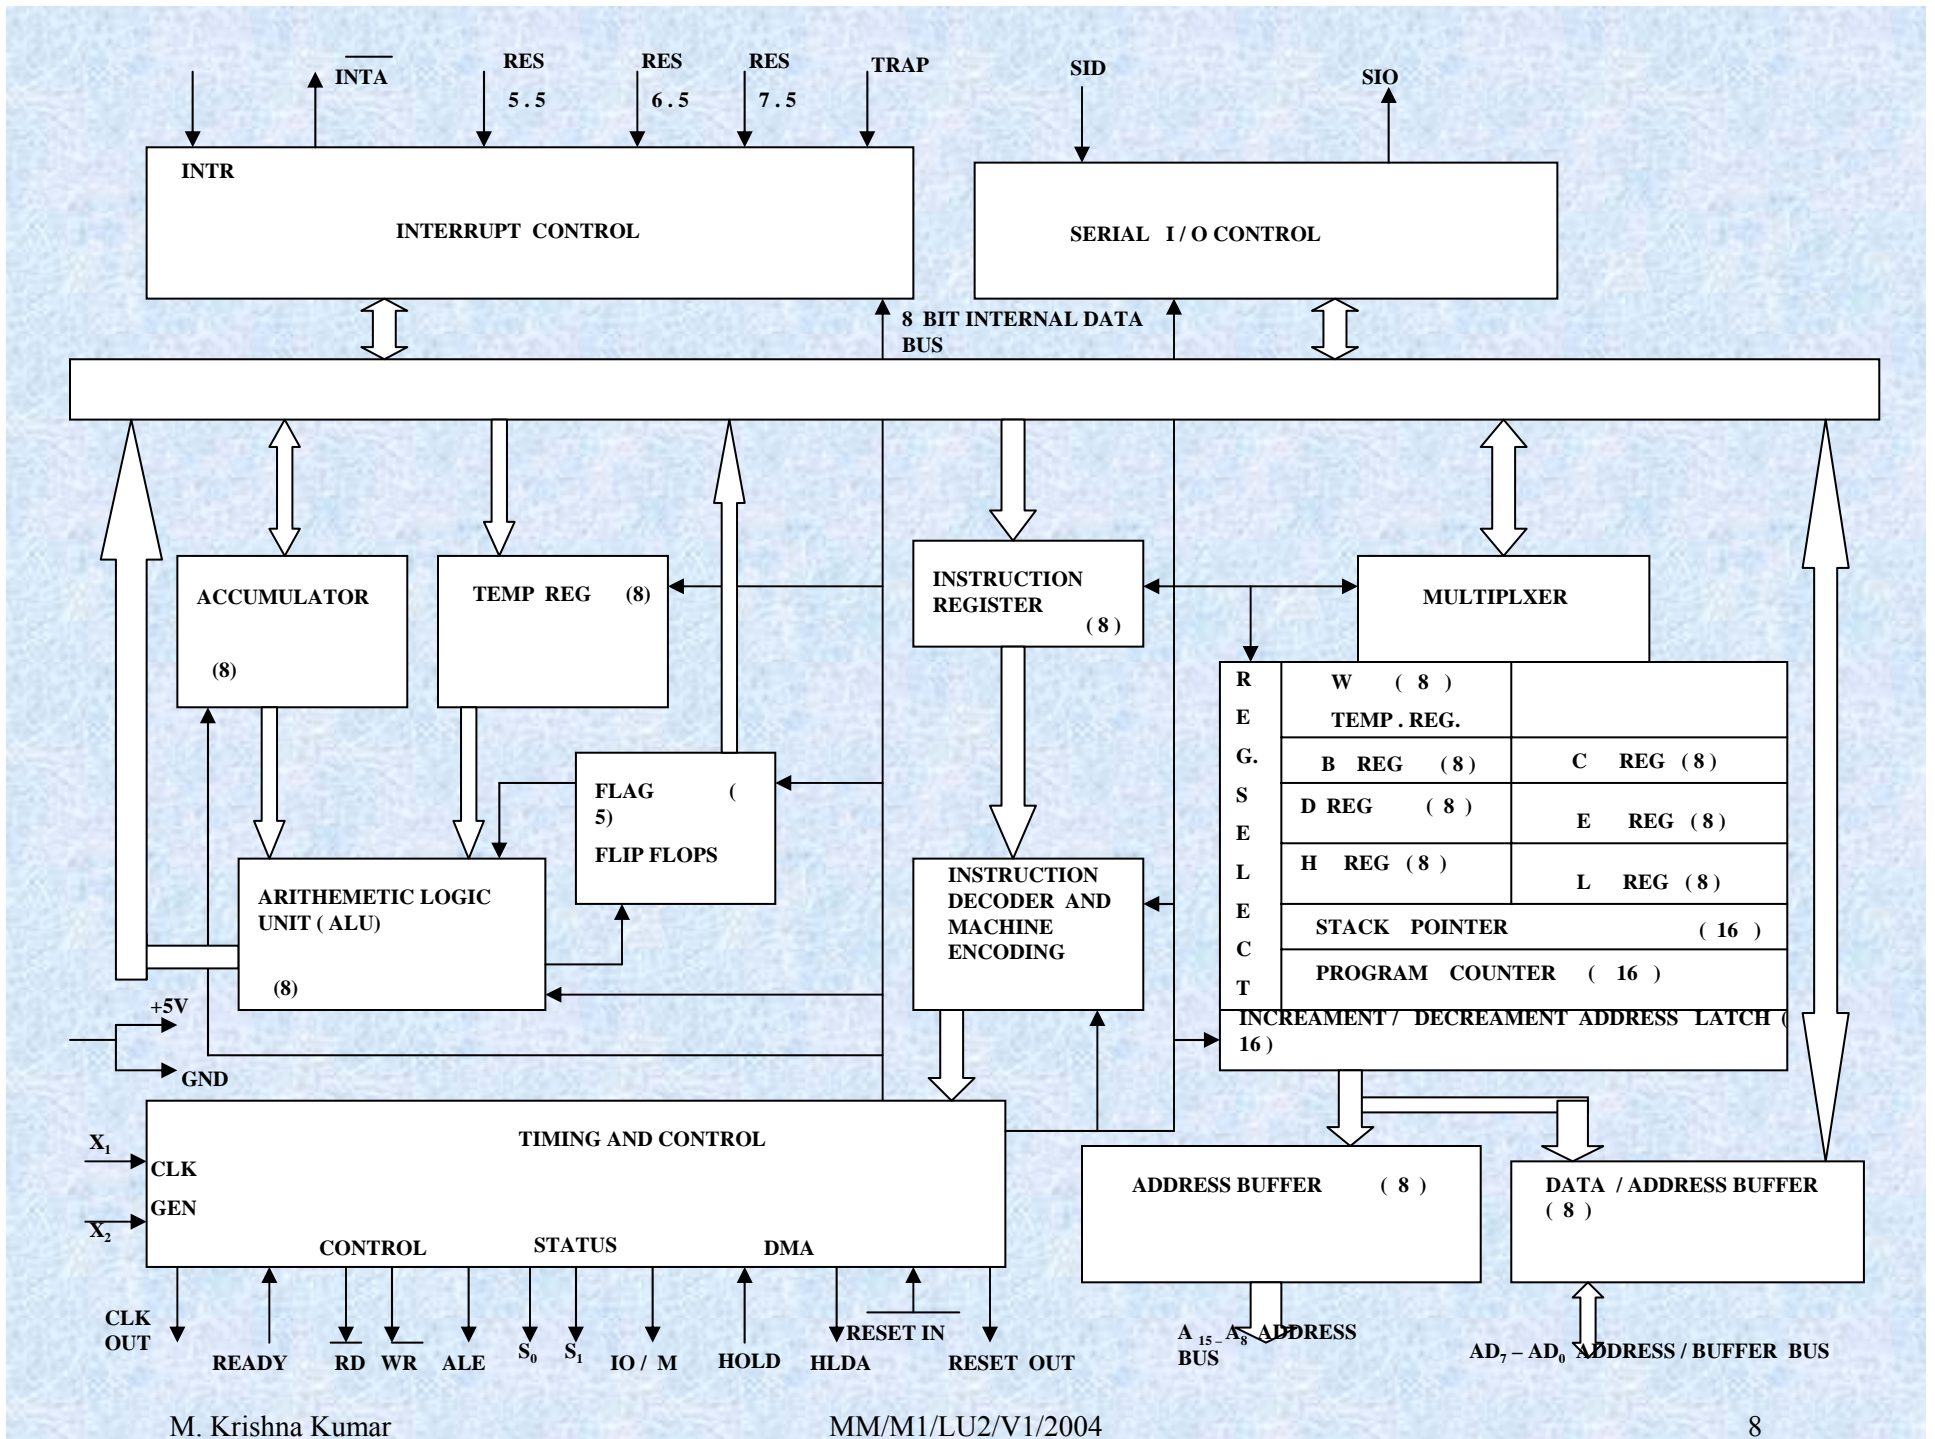 INTA
RES
5 . 5
RES
6 . 5
RES
7 . 5
TRAP
SID
SIO
INTR
INTERRUPT CONTROL
SERIAL I / O CONTROL
8 BIT INTERNAL DATA
BUS
ACCUMULATOR
(8)
TEMP REG (8)
INSTRUCTION
REGISTER
( 8 )
MULTIPLXER
R
E
G.
S
E
L
E
C
T
W ( 8 )
TEMP . REG.
B REG ( 8 )
C REG ( 8 )
D REG ( 8 )
E REG ( 8 )
H REG ( 8 )
L REG ( 8 )
STACK POINTER ( 16 )
PROGRAM COUNTER ( 16 )
INCREAMENT / DECREAMENT ADDRESS LATCH (
16 )
FLAG (
5)
FLIP FLOPS
ARITHEMETIC LOGIC
UNIT ( ALU)
(8)
INSTRUCTION
DECODER AND
MACHINE
ENCODING
+5V
GND
TIMING AND CONTROL
X1
CLK
GEN
X2
CONTROL
STATUS
DMA
ADDRESS BUFFER ( 8 )
DATA / ADDRESS BUFFER
( 8 )
CLK
OUT
READY
RD
WR
ALE
S0
S1
IO / M
HOLD
HLDA
RESET IN
RESET OUT
A 15 – A8 ADDRESS
BUS
AD7 – AD0 ADDRESS / BUFFER BUS
M. Krishna Kumar
MM/M1/LU2/V1/2004
8